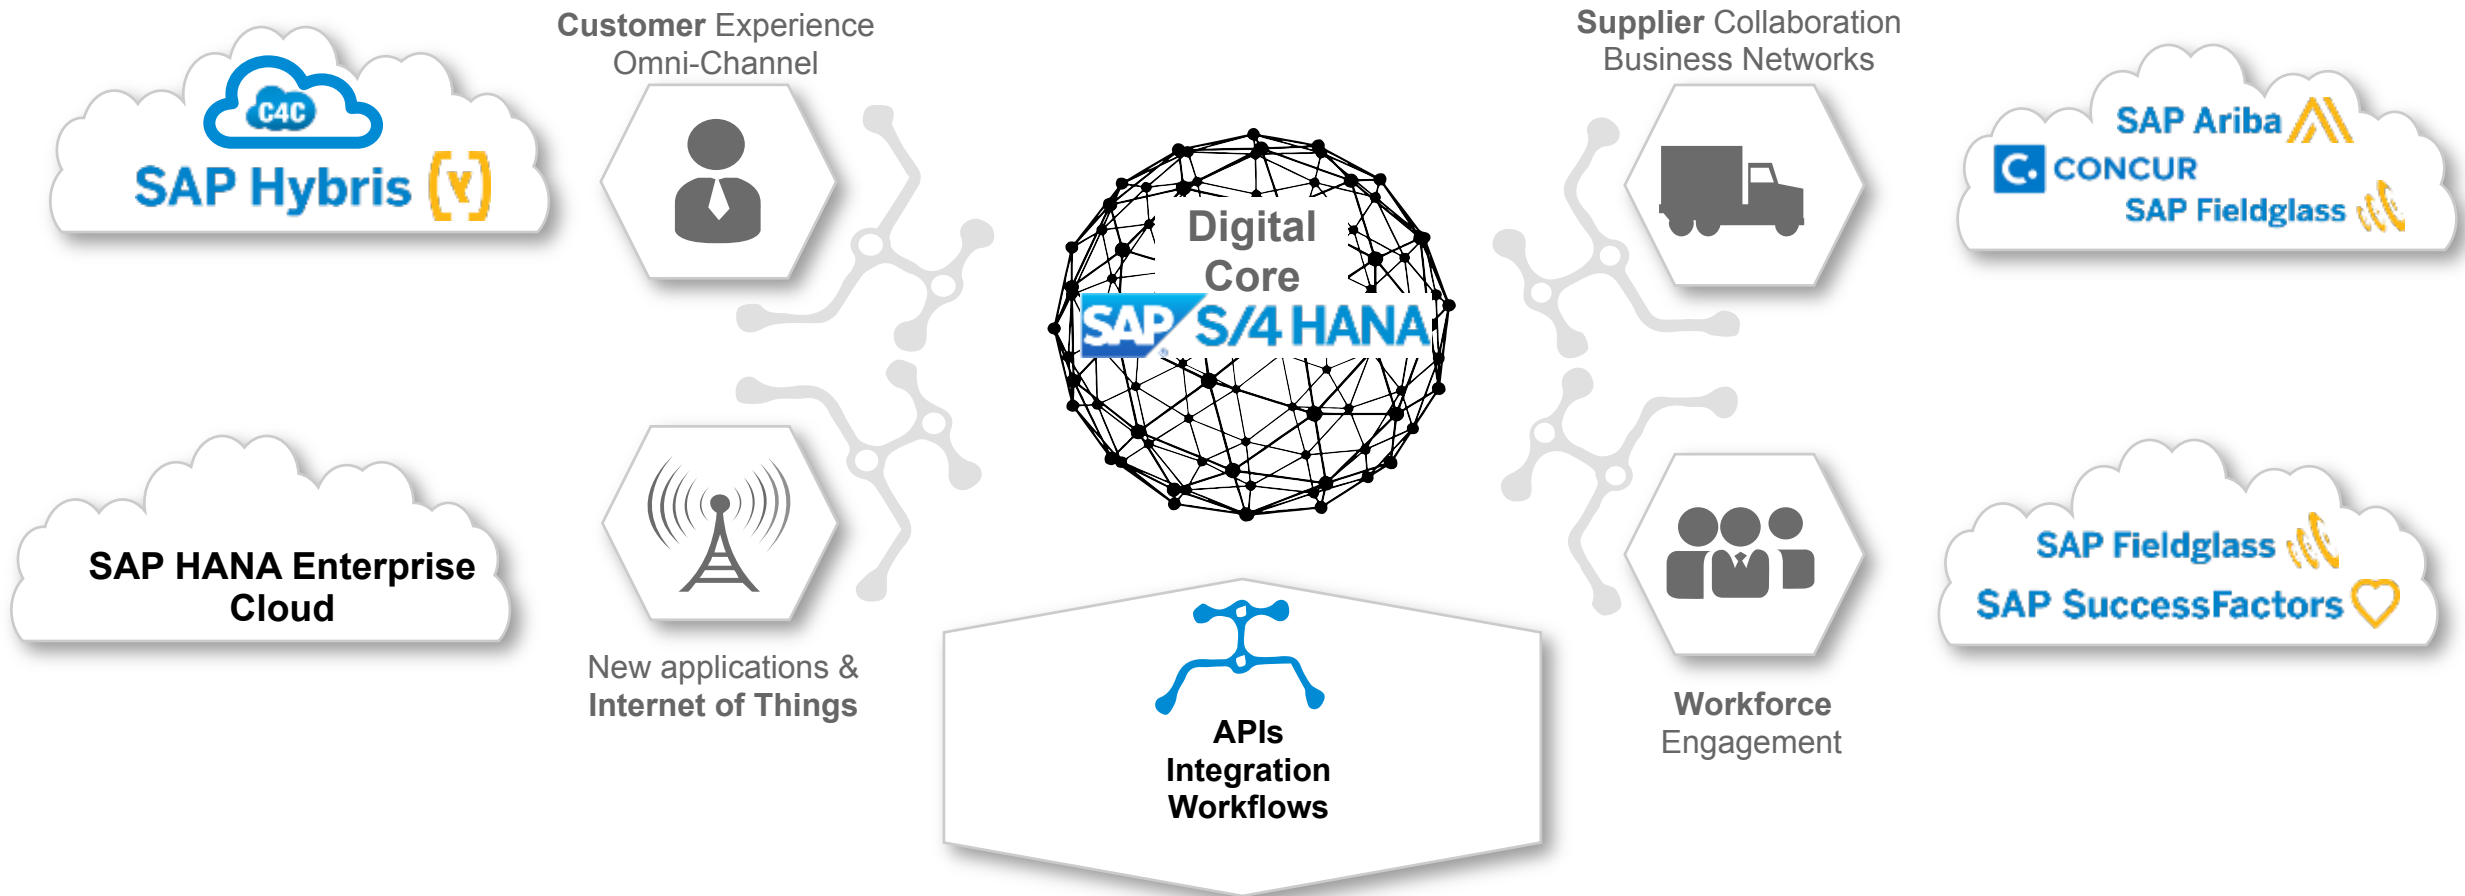 Customer Experience
Omni-Channel
Supplier Collaboration
Business Networks
C4C
SAP Hybris (y)
Digital
Core
SAP S/4 HANA
®
SAP Ariba
C. CONCUR
SAP Fieldglass
SAP HANA Enterprise
Cloud
New applications &
Internet of Things
APIs
Integration
Workflows
Workforce
Engagement
SAP Fieldglass
SAP SuccessFactors